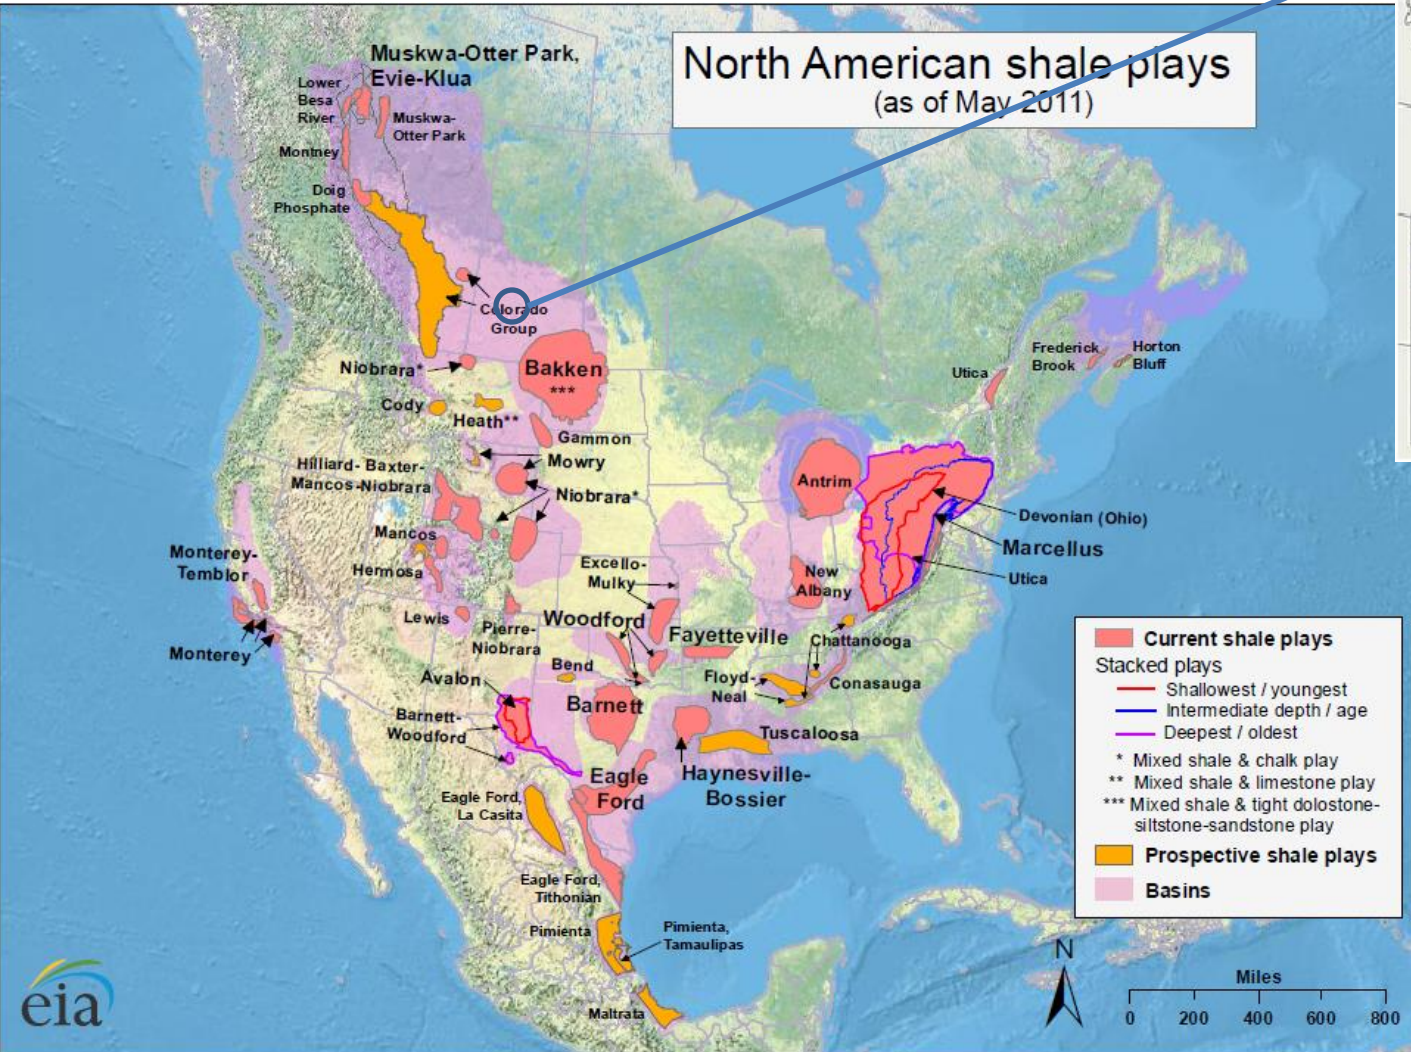 North American shale plays
(as of May 2011)
Muskwa-Otter Park,
Evie-Klua
Lower
Besa
River
Muskwa-
Otter Park
Montney
Doig
Phosphate
Colorado
Group
Niobrara*
Bakken
***
Cody
Heath**
Gammon
Mowry
Hilliard- Baxter-
Mancos-Niobrara
Niobrara*
Mancos
Hermosa
Monterey-
Temblor
Monterey
Lewis
Pierre-
Niobrara
Excello-
Mulky
Woodford
Fayetteville
Bend
Avalon
Barnett
Barnett-
Woodford
Eagle
Ford
Haynesville-
Bossier
Tuscaloosa
Floyd-
Neal
Chattanooga
Conasauga
New
Albany
Antrim
Devonian (Ohio)
Marcellus
Utica
Utica
Frederick
Brook
Horton
Bluff
Eagle Ford,
La Casita
Eagle Ford,
Tithonian
Pimienta
Pimienta,
Tamaulipas
Maltrata
Current shale plays
Stacked plays
Shallowest / youngest
Intermediate depth / age
Deepest / oldest
* Mixed shale & chalk play
** Mixed shale & limestone play
*** Mixed shale & tight dolostone-
siltstone-sandstone play
Prospective shale plays
Basins
N
Miles
0 200 400 600 800
eia